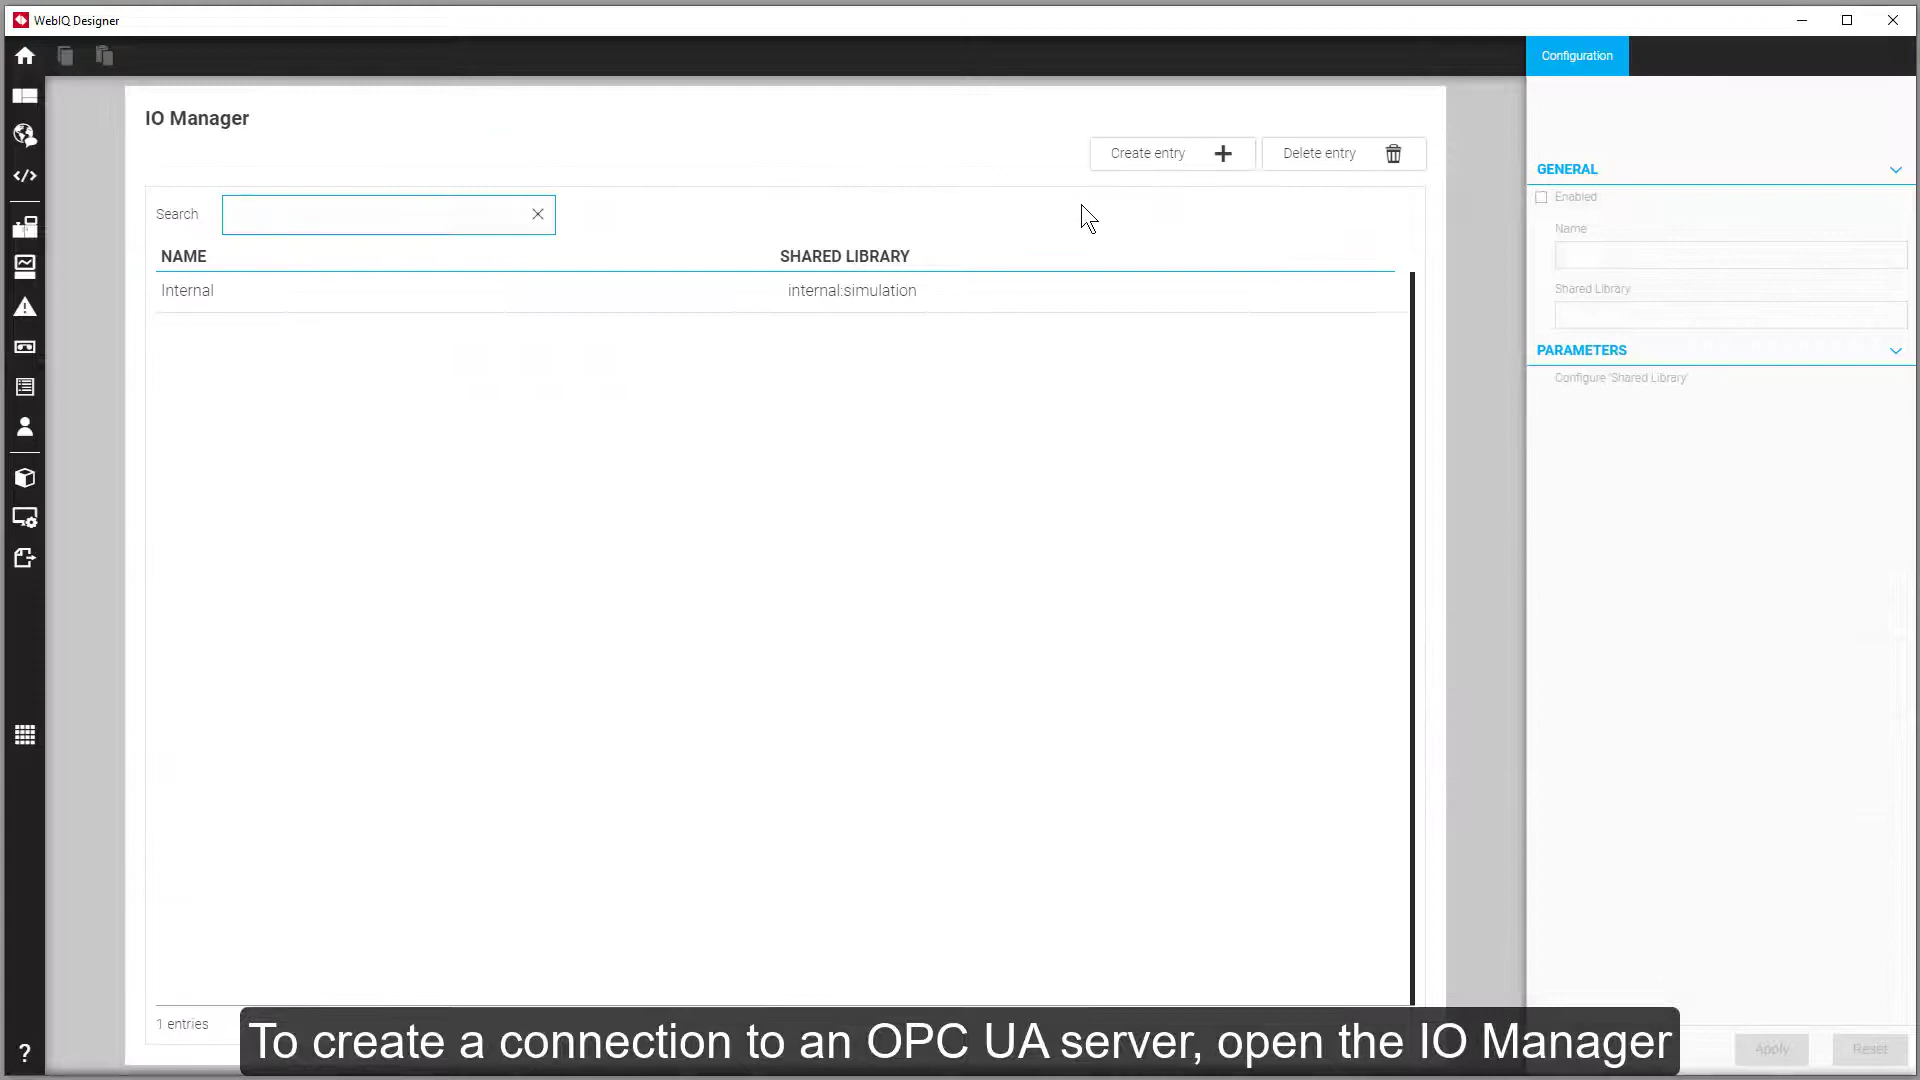 WebIQ Designer
Configuration
IO Manager
Create entry
Delete entry
Search
NAME SHARED LIBRARY
Internal internal:simulation
1 entries
GENERAL
Enabled
Name
Shared Library
PARAMETERS
Configure 'Shared Library'
Apply Reset
?
To create a connection to an OPC UA server, open the IO Manager